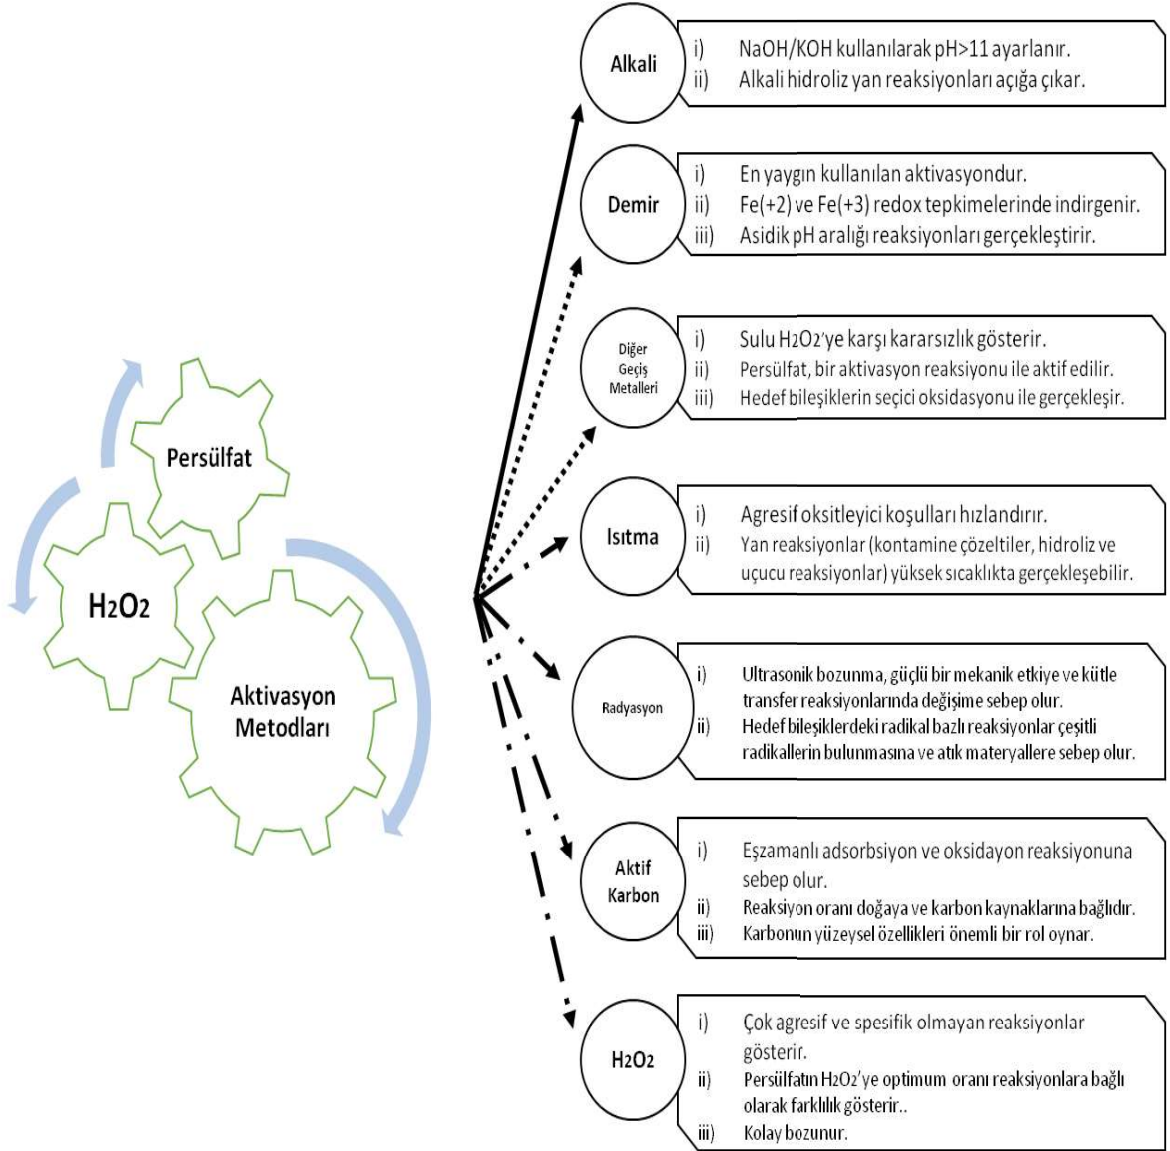 Persülfat
H2O2
Aktivasyon
Metodları
Alkali
i) NaOH/KOH kullanılarak pH>11 ayarlanır.
ii) Alkali hidroliz yan reaksiyonları açığa çıkar.
Demir
i) En yaygın kullanılan aktivasyondur.
ii) Fe(+2) ve Fe(+3) redox tepkimelerinde indirgenir.
iii) Asidik pH aralığı reaksiyonları gerçekleştirir.
Diğer
Geçiş
Metalleri
i) Sulu H2O2'ye karşı kararsızlık gösterir.
ii) Persülfat, bir aktivasyon reaksiyonu ile aktif edilir.
iii) Hedef bileşiklerin seçici oksidasyonu ile gerçekleşir.
Isıtma
i) Agresif oksitleyici koşulları hızlandırır.
ii) Yan reaksiyonlar (kontamine çözeltiler, hidroliz ve
uçucu reaksiyonlar) yüksek sıcaklıkta gerçekleşebilir.
Radyasyon
i) Ultrasonik bozunma, güçlü bir mekanik etkiye ve kütle
transfer reaksiyonlarında değişime sebep olur.
ii) Hedef bileşiklerdeki radikal bazlı reaksiyonlar çeşitli
radikallerin bulunmasına ve atık materyallere sebep olur.
Aktif
Karbon
i) Eşzamanlı adsorbsiyon ve oksidayon reaksiyonuna
sebep olur.
ii) Reaksiyon oranı doğaya ve karbon kaynaklarına bağlıdır.
iii) Karbonun yüzeysel özellikleri önemli bir rol oynar.
H2O2
i) Çok agresif ve spesifik olmayan reaksiyonlar
gösterir.
ii) Persülfatın H2O2'ye optimum oranı reaksiyonlara bağlı
olarak farklılık gösterir..
iii) Kolay bozunur.